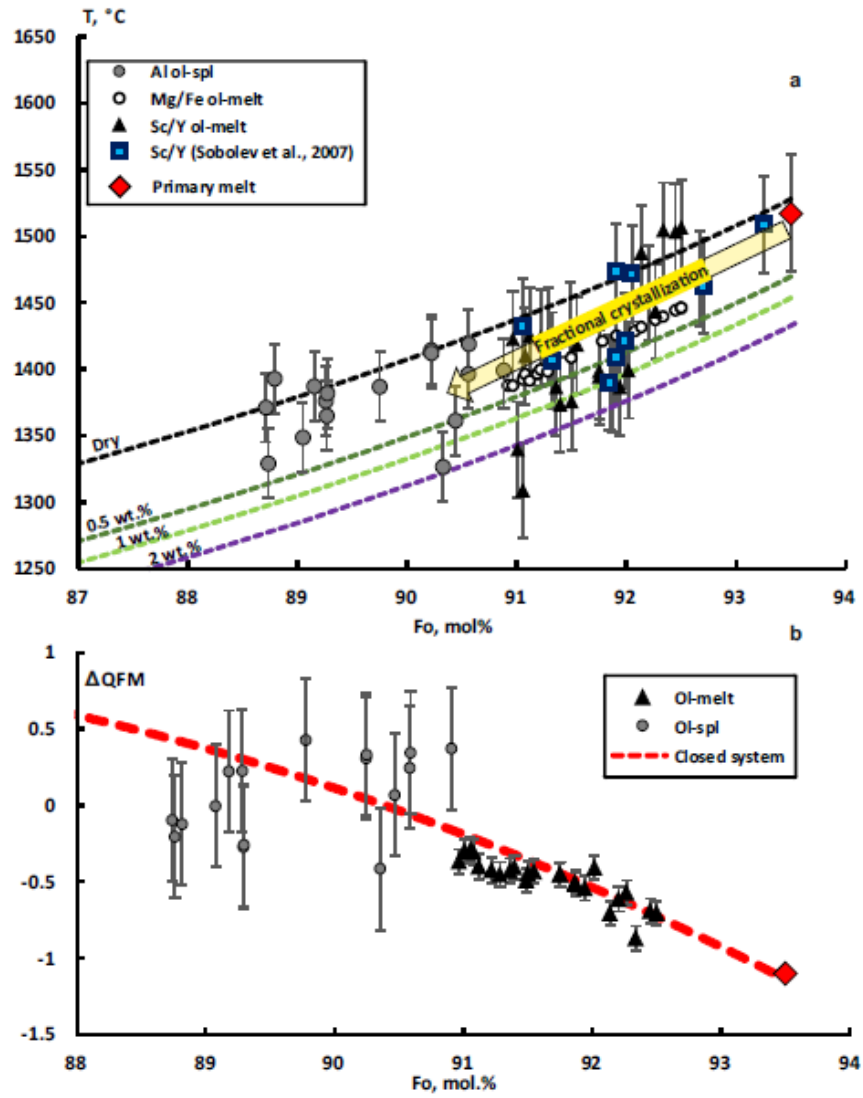 T, °C
1650
1600
1550
1500
1450
1400
1350
1300
1250
a
Al ol-spl
Mg/Fe ol-melt
Sc/Y ol-melt
Sc/Y (Sobolev et al., 2007)
Primary melt
Fractional crystallization
Dry
0.5 wt.%
1 wt.%
2 wt.%
87 88 89 90 91 92 93 94
Fo, mol%
b
1
0.5
0
-0.5
-1
-1.5
ΔQFM
Ol-melt
Ol-spl
Closed system
88 89 90 91 92 93 94
Fo, mol.%